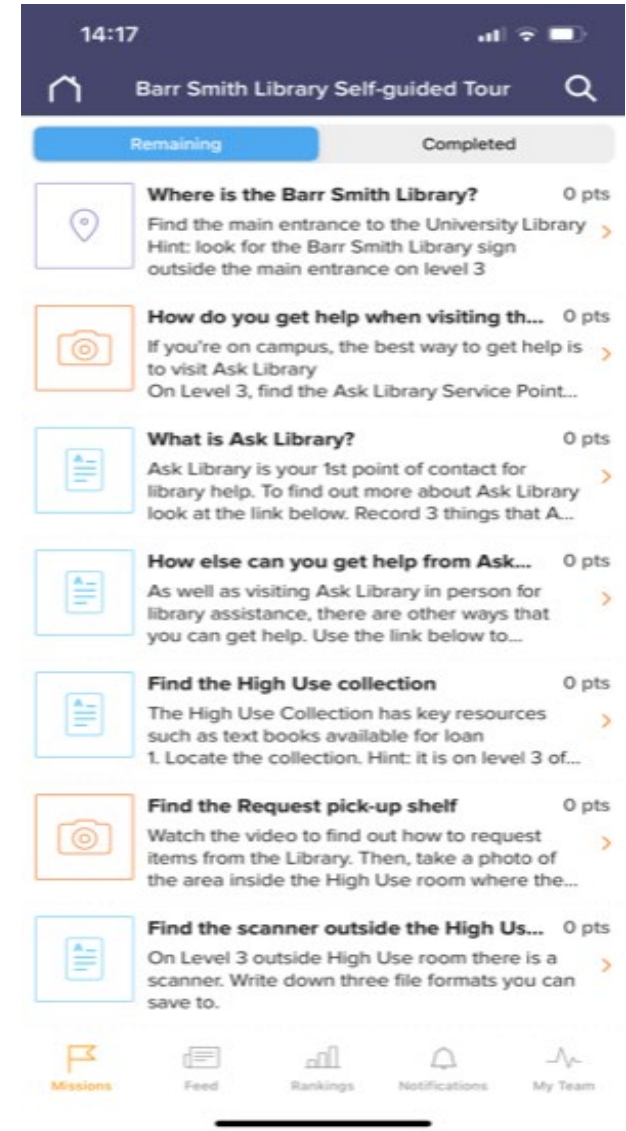 14:17
Barr Smith Library Self-guided Tour
Remaining
Completed
Where is the Barr Smith Library? 0 pts
Find the main entrance to the University Library
Hint: look for the Barr Smith Library sign
outside the main entrance on level 3
How do you get help when visiting th... 0 pts
If you're on campus, the best way to get help is
to visit Ask Library
On Level 3, find the Ask Library Service Point...
What is Ask Library? 0 pts
Ask Library is your 1st point of contact for
library help. To find out more about Ask Library
look at the link below. Record 3 things that A...
How else can you get help from Ask... 0 pts
As well as visiting Ask Library in person for
library assistance, there are other ways that
you can get help. Use the link below to...
Find the High Use collection 0 pts
The High Use Collection has key resources
such as text books available for loan
1. Locate the collection. Hint: it is on level 3 of...
Find the Request pick-up shelf 0 pts
Watch the video to find out how to request
items from the Library. Then, take a photo of
the area inside the High Use room where the...
Find the scanner outside the High Us... 0 pts
On Level 3 outside High Use room there is a
scanner. Write down three file formats you can
save to.
Missions
Feed
Rankings
Notifications
My Team